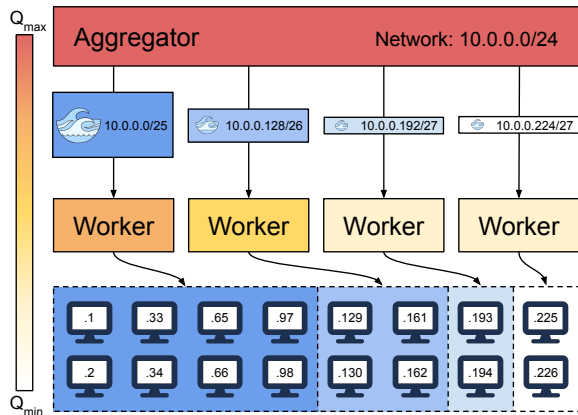 Q_max
Aggregator Network: 10.0.0.0/24
10.0.0.0/25 10.0.0.128/26 10.0.0.192/27 10.0.0.224/27
Worker Worker Worker Worker
.1 .33 .65 .97 .129 .161 .193 .225
.2 .34 .66 .98 .130 .162 .194 .226
Q_min